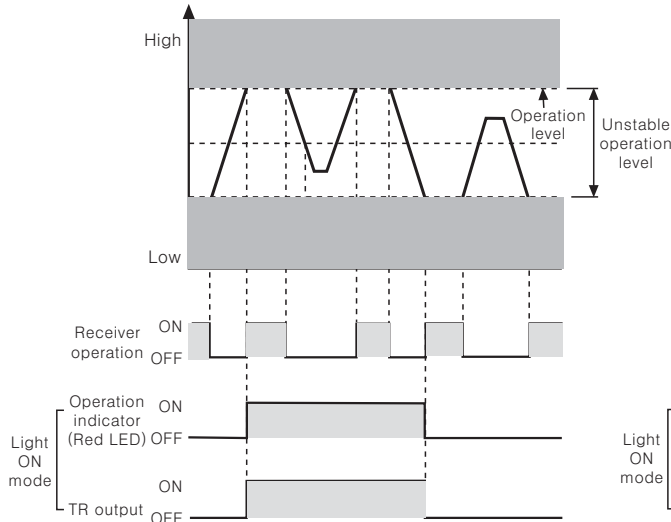 High
Operation
level
Unstable
operation
level
Low
Receiver
operation
ON
OFF
Light
ON
mode
Operation
indicator
(Red LED)
ON
OFF
TR output
ON
OFF
Light
ON
mode